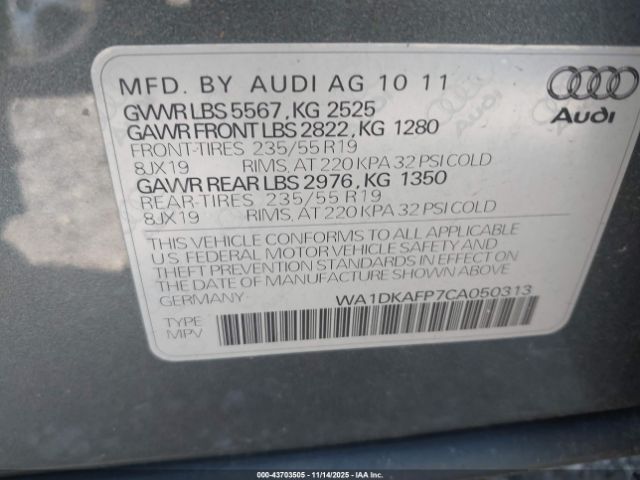 MFD. BY AUDI AG 10 11
GVWR LBS 5567, KG 2525
GAWR FRONT LBS 2822, KG 1280
FRONT-TIRES 235/55 R19
8JX19 RIMS, AT 220 KPA 32 PSI COLD
GAWR REAR LBS 2976, KG 1350
REAR-TIRES 235/55 R19
8JX19 RIMS, AT 220 KPA 32 PSI COLD
THIS VEHICLE CONFORMS TO ALL APPLICABLE
U.S. FEDERAL MOTOR VEHICLE SAFETY AND
THEFT PREVENTION STANDARDS IN EFFECT ON
THE DATE OF MANUFACTURE SHOWN ABOVE
GERMANY
WA1DKAFP7CA050313
TYPE
MPV
Audi
000-43703505 - 11/14/2025 - IAA Inc.